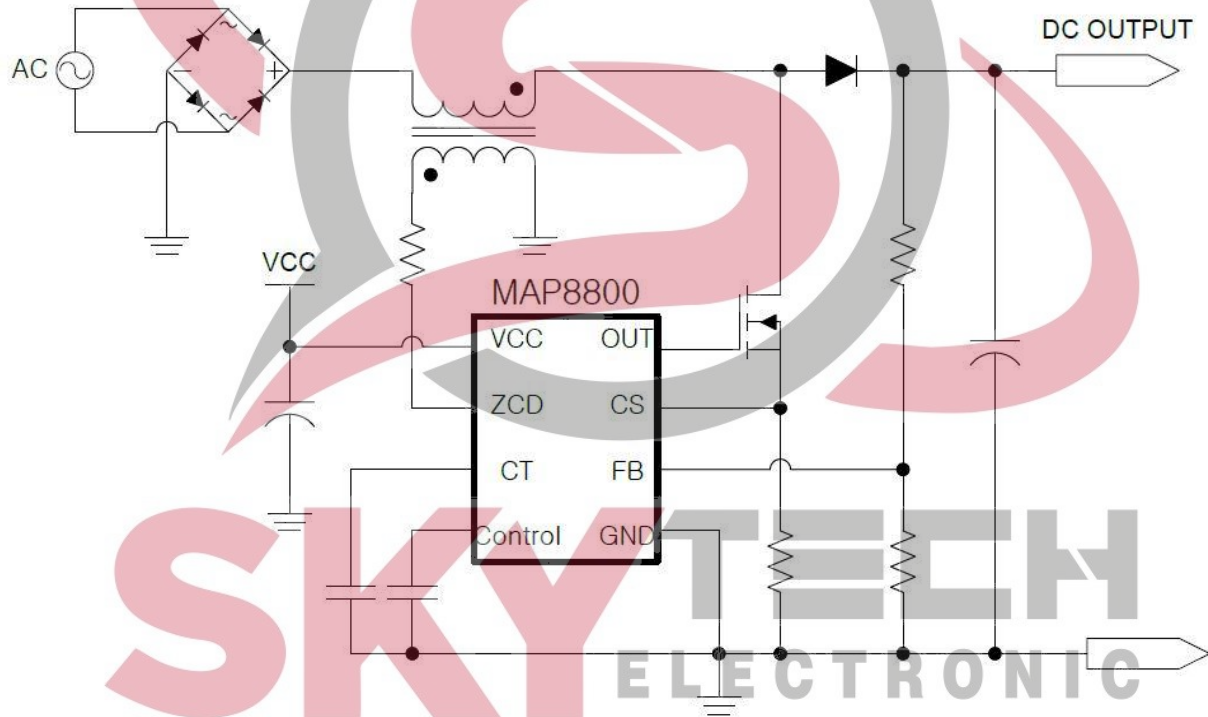 DC OUTPUT
AC
VCC
MAP8800
VCC OUT
ZCD CS
CT FB
Control GND
SKY TECH
ELECTRONIC